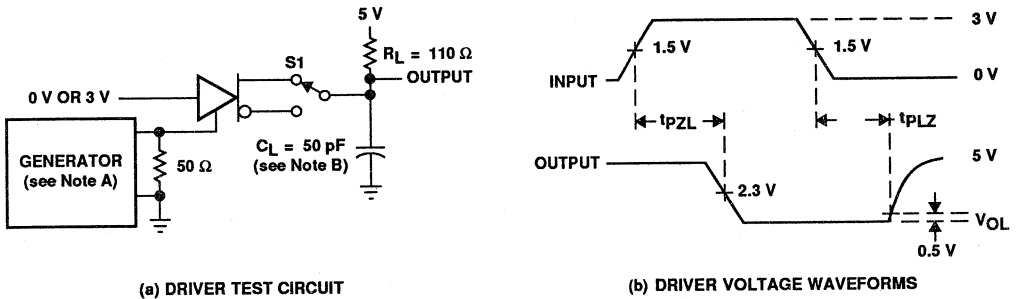 5 V
R_L = 110 Ω
S1
OUTPUT
0 V OR 3 V
GENERATOR
(see Note A)
50 Ω
C_L = 50 pF
(see Note B)
(a) DRIVER TEST CIRCUIT
3 V
1.5 V
1.5 V
INPUT
0 V
t_PZL
t_PLZ
OUTPUT
5 V
2.3 V
V_OL
0.5 V
(b) DRIVER VOLTAGE WAVEFORMS